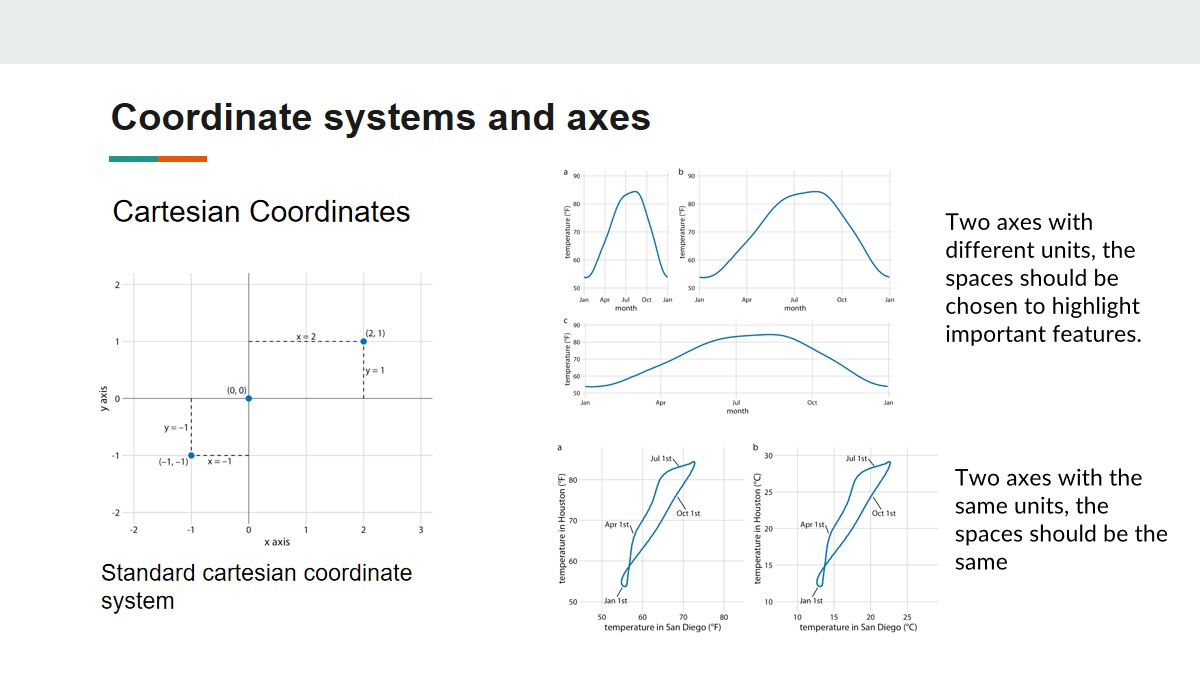 Coordinate systems and axes
Cartesian Coordinates
2
1
0
-1
-2
y axis
-2
-1
0
1
2
3
x axis
x = 2
(2, 1)
y = 1
(0, 0)
y = −1
(−1, −1)
x = −1
Standard cartesian coordinate
system
a
90
80
70
60
50
temperature (°F)
Jan
Apr
Jul
Oct
Jan
month
b
90
80
70
60
50
temperature (°F)
Jan
Apr
Jul
Oct
Jan
month
c
90
80
70
60
50
temperature (°F)
Jan
Apr
Jul
Oct
Jan
month
Two axes with
different units, the
spaces should be
chosen to highlight
important features.
a
80
70
60
50
temperature in Houston (°F)
Jul 1st
Oct 1st
Apr 1st
Jan 1st
50
60
70
80
temperature in San Diego (°F)
b
30
25
20
15
10
temperature in Houston (°C)
Jul 1st
Oct 1st
Apr 1st
Jan 1st
10
15
20
25
temperature in San Diego (°C)
Two axes with the
same units, the
spaces should be the
same